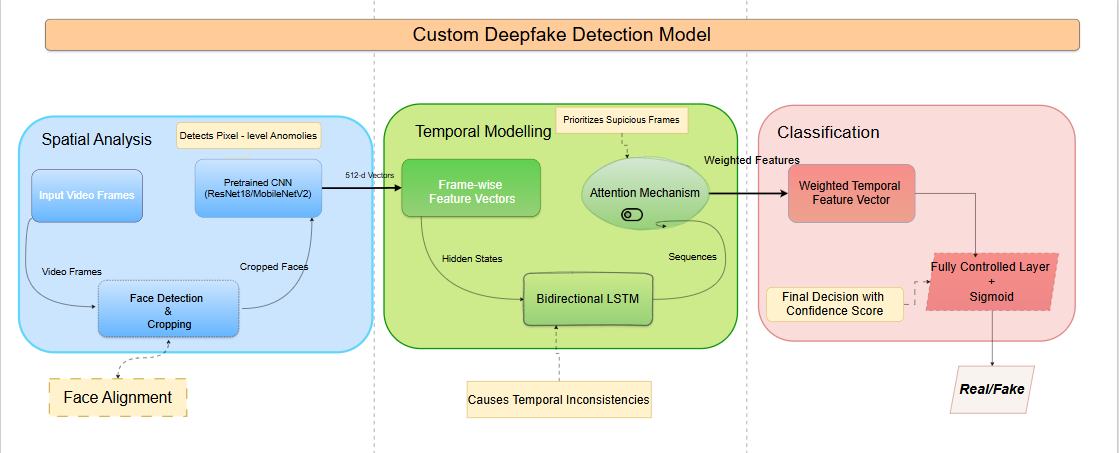 Custom Deepfake Detection Model
Spatial Analysis
Detects Pixel - level Anomolies
Input Video Frames
Pretrained CNN
(ResNet18/MobileNetV2)
512-d Vectors
Video Frames
Cropped Faces
Face Detection
&
Cropping
Face Alignment
Temporal Modelling
Prioritizes Supicious Frames
Frame-wise
Feature Vectors
Attention Mechanism
Weighted Features
Hidden States
Sequences
Bidirectional LSTM
Causes Temporal Inconsistencies
Classification
Weighted Temporal
Feature Vector
Fully Controlled Layer
+
Sigmoid
Final Decision with
Confidence Score
Real/Fake